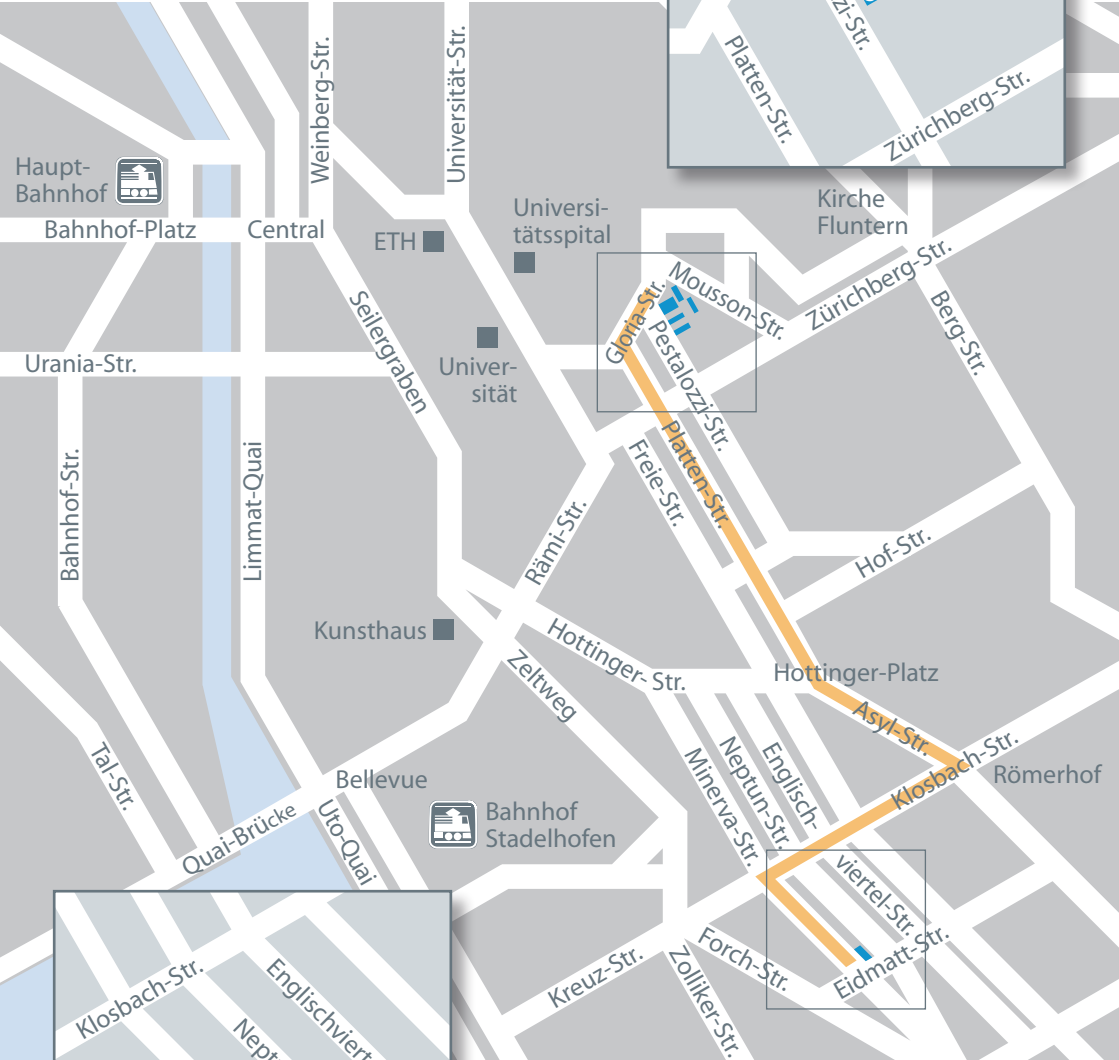 zi-Str.
Platten-Str.
Zürichberg-Str.
Weinberg-Str.
Universität-Str.
Haupt-
Bahnhof
Bahnhof-Platz
Central
ETH
Universi-
tätsspital
Kirche
Fluntern
Mousson-Str.
Zürichberg-Str.
Gloria-Str.
Pestalozzi-Str.
Berg-Str.
Seilergraben
Urania-Str.
Univer-
sität
Platten-Str.
Freie-Str.
Bahnhof-Str.
Limmat-Quai
Rämi-Str.
Hof-Str.
Kunsthaus
Hottinger-Str.
Zeltweg
Hottinger-Platz
Asyl-Str.
Klosbach-Str.
Römerhof
Tal-Str.
Bellevue
Minerva-Str.
Neptun-Str.
Englisch-
viertel-Str.
Quai-Brücke
Uto-Quai
Bahnhof
Stadelhofen
Eidmatt-Str.
Forch-Str.
Kreuz-Str.
Zolliker-Str.
Klosbach-Str.
Englischviert
Nept